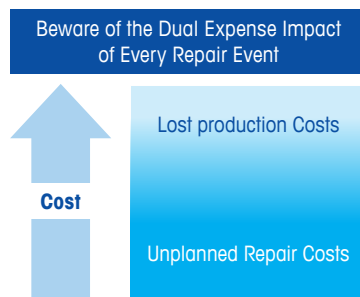 Beware of the Dual Expense Impact
of Every Repair Event
Lost production Costs
Cost
Unplanned Repair Costs